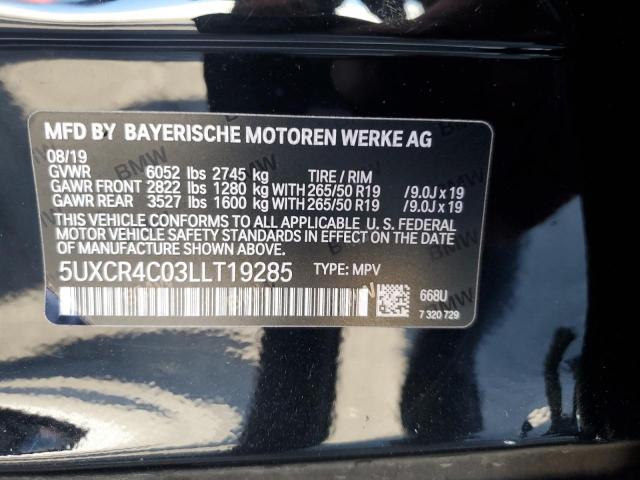 MFD BY BAYERISCHE MOTOREN WERKE AG
08/19
GVWR 6052 lbs 2745 kg TIRE / RIM
GAWR FRONT 2822 lbs 1280 kg WITH 265/50 R19 /9.0J x 19
GAWR REAR 3527 lbs 1600 kg WITH 265/50 R19 /9.0J x 19
THIS VEHICLE CONFORMS TO ALL APPLICABLE U. S. FEDERAL
MOTOR VEHICLE SAFETY STANDARDS IN EFFECT ON THE
DATE OF MANUFACTURE SHOWN ABOVE.
5UXCR4C03LLT19285 TYPE: MPV
668U
7 320 729